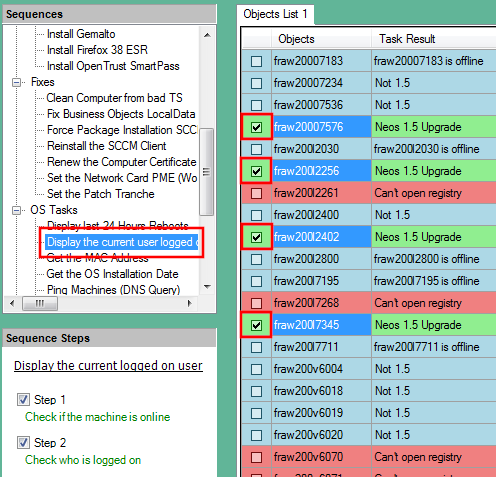 Sequences
Install Gemalto
Install Firefox 38 ESR
Install OpenTrust SmartPass
Fixes
Clean Computer from bad TS
Fix Business Objects LocalData
Force Package Installation SCC
Reinstall the SCCM Client
Renew the Computer Certificate
Set the Network Card PME (Wo
Set the Patch Tranche
OS Tasks
Display last 24 Hours Reboots
Display the current user logged o
Get the MAC Address
Get the OS Installation Date
Ping Machines (DNS Query)
Sequence Steps
Display the current logged on user
Step 1
Check if the machine is online
Step 2
Check who is logged on
Objects List 1
Objects Task Result
fraw20007183 fraw20007183 is offline
fraw20007234 Not 1.5
fraw20007536 Not 1.5
fraw20007576 Neos 1.5 Upgrade
fraw200l2030 fraw200l2030 is offline
fraw200l2256 Neos 1.5 Upgrade
fraw200l2261 Can't open registry
fraw200l2400 Not 1.5
fraw200l2402 Neos 1.5 Upgrade
fraw200l2800 fraw200l2800 is offline
fraw200l7195 fraw200l7195 is offline
fraw200l7268 Can't open registry
fraw200l7345 Neos 1.5 Upgrade
fraw200l7711 fraw200l7711 is offline
fraw200v6004 Not 1.5
fraw200v6018 Not 1.5
fraw200v6019 Not 1.5
fraw200v6020 Not 1.5
fraw200v6070 Can't open registry
fraw200v6071 Can't open registry